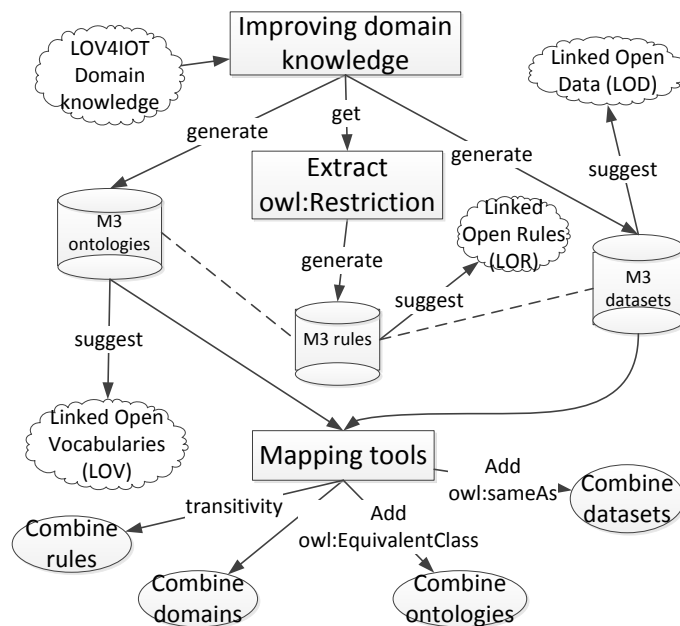 LOV4IOT
Domain
knowledge
Improving domain
knowledge
Linked Open
Data (LOD)
generate
get
generate
suggest
Extract
owl:Restriction
M3
ontologies
Linked
Open Rules
(LOR)
generate
M3
datasets
suggest
M3 rules
suggest
Linked Open
Vocabularies
(LOV)
Mapping tools
Add
owl:sameAs
Combine
datasets
transitivity
Add
owl:EquivalentClass
Combine
rules
Combine
domains
Combine
ontologies